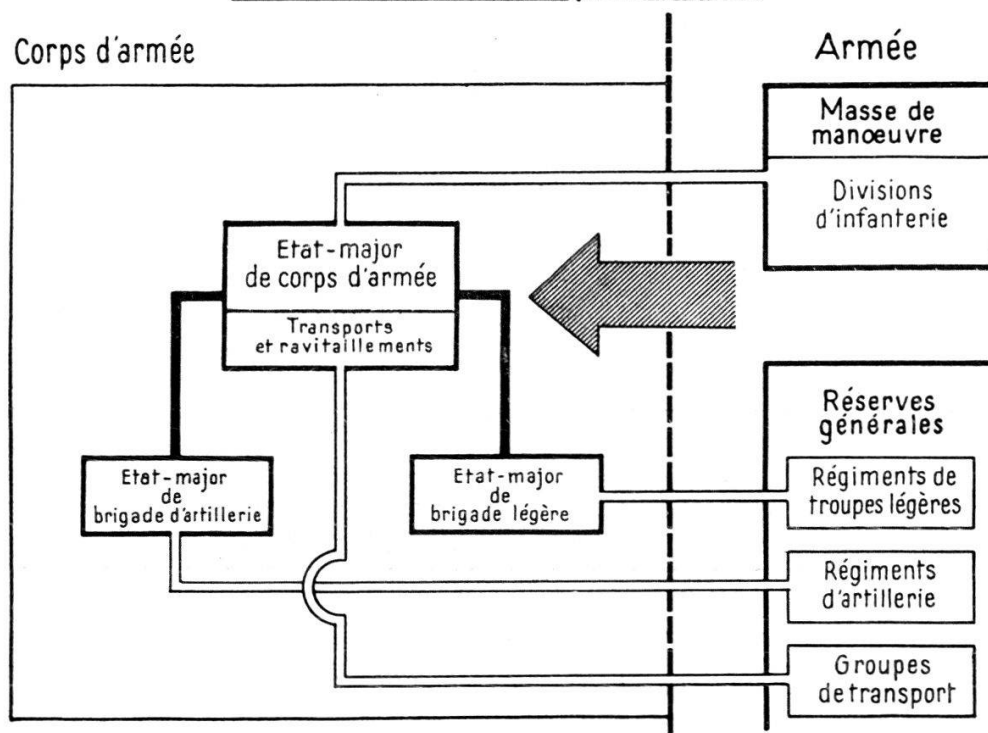 Corps d'armée
Armée
Masse de
manœuvre
Divisions
d'infanterie
Etat-major
de corps d'armée
Transports
et ravitaillements
Etat-major
de
brigade d'artillerie
Etat-major
de
brigade légère
Réserves
générales
Régiments de
troupes légères
Régiments
d'artillerie
Groupes
de transport